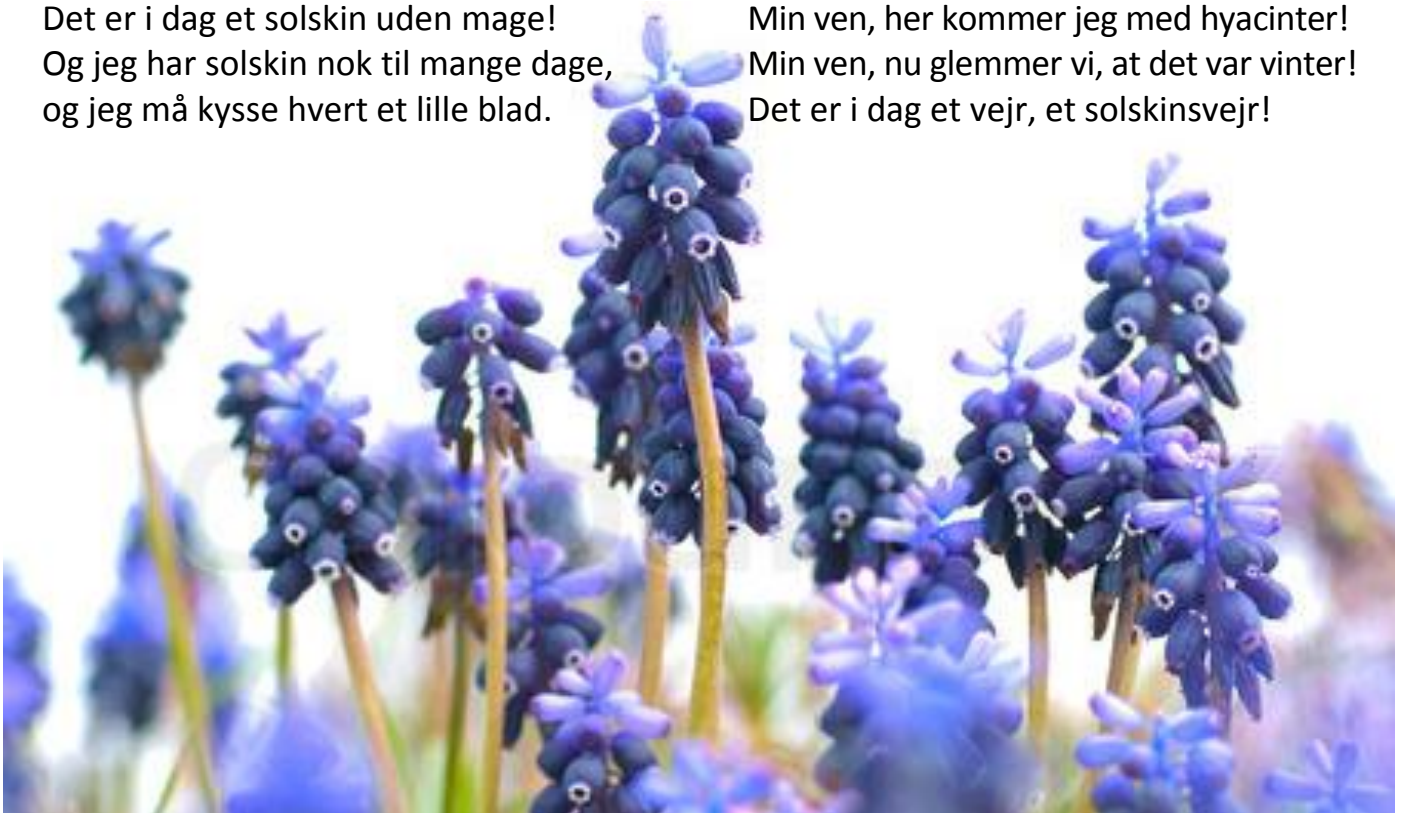 Det er i dag et solskin uden mage!
Og jeg har solskin nok til mange dage,
og jeg må kysse hvert et lille blad.
Min ven, her kommer jeg med hyacinter!
Min ven, nu glemmer vi, at det var vinter!
Det er i dag et vejr, et solskinsvejr!